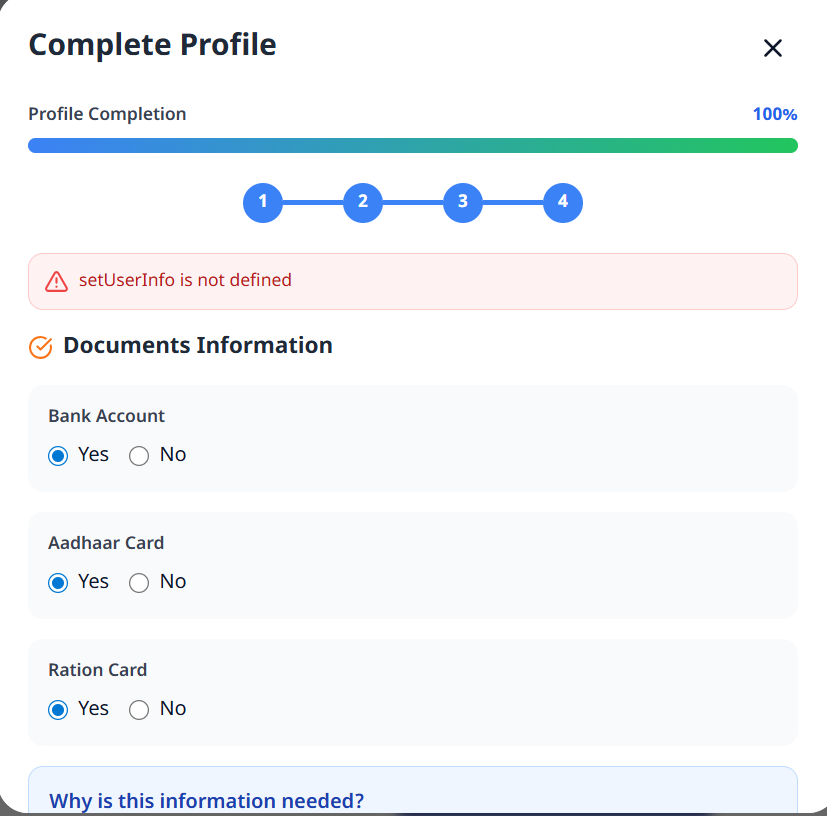 Complete Profile
Profile Completion 100%
1 2 3 4
setUserInfo is not defined
Documents Information
Bank Account
Yes No
Aadhaar Card
Yes No
Ration Card
Yes No
Why is this information needed?